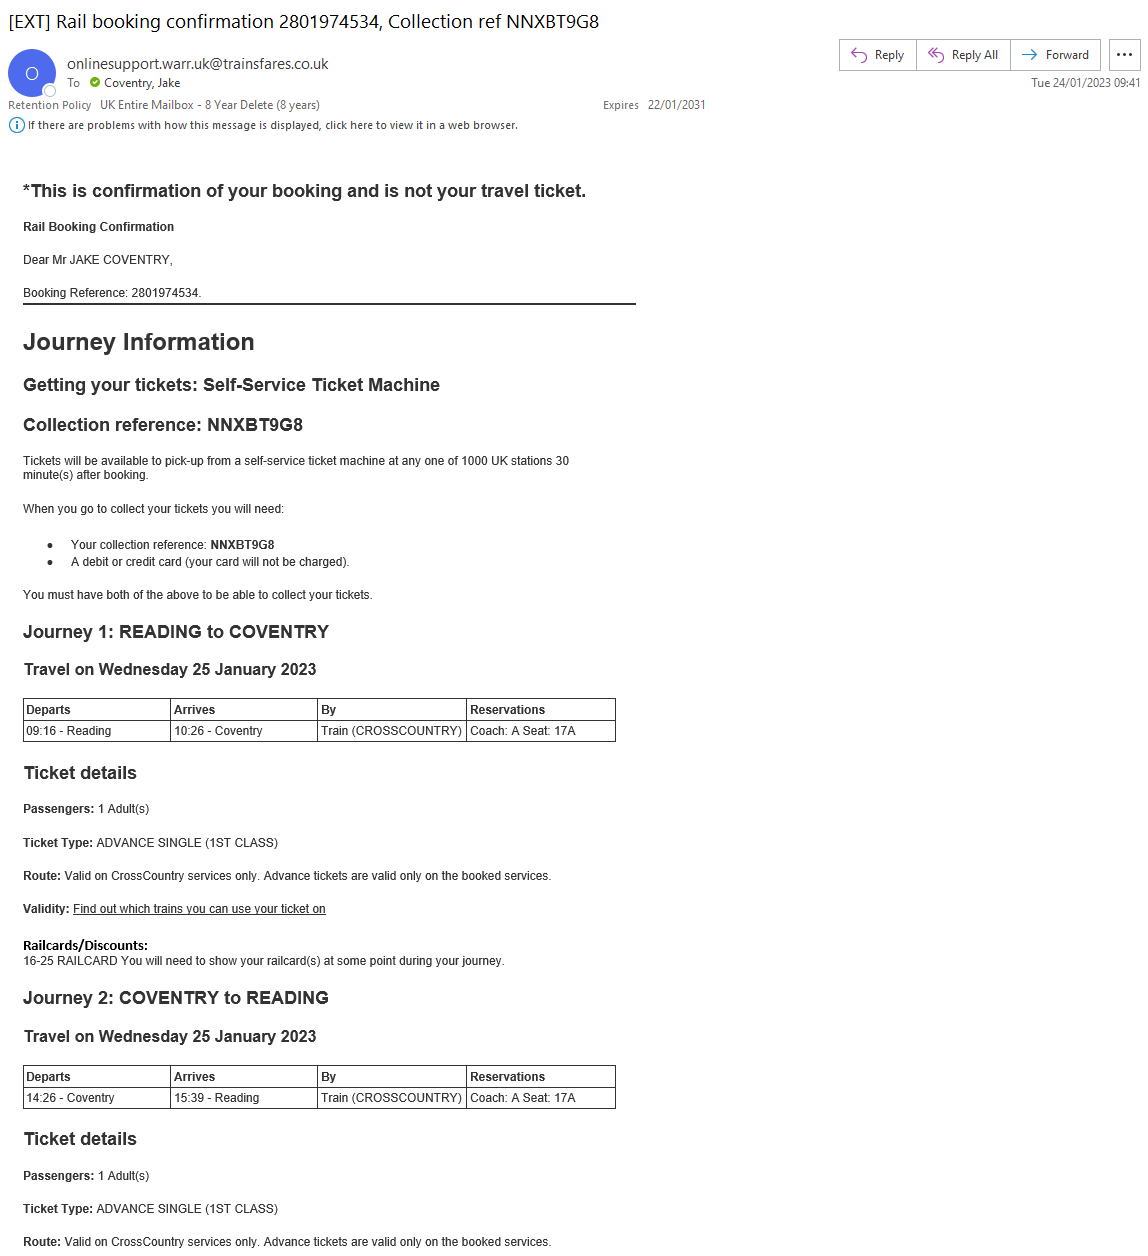 [EXT] Rail booking confirmation 2801974534, Collection ref NNXBT9G8
Reply Reply All Forward
O
onlinesupport.warr.uk@trainsfares.co.uk
To Coventry, Jake
Tue 24/01/2023 09:41
Retention Policy UK Entire Mailbox - 8 Year Delete (8 years) Expires 22/01/2031
If there are problems with how this message is displayed, click here to view it in a web browser.
*This is confirmation of your booking and is not your travel ticket.
Rail Booking Confirmation
Dear Mr JAKE COVENTRY,
Booking Reference: 2801974534.
Journey Information
Getting your tickets: Self-Service Ticket Machine
Collection reference: NNXBT9G8
Tickets will be available to pick-up from a self-service ticket machine at any one of 1000 UK stations 30
minute(s) after booking.
When you go to collect your tickets you will need:
• Your collection reference: NNXBT9G8
• A debit or credit card (your card will not be charged).
You must have both of the above to be able to collect your tickets.
Journey 1: READING to COVENTRY
Travel on Wednesday 25 January 2023
Departs Arrives By Reservations
09:16 - Reading 10:26 - Coventry Train (CROSSCOUNTRY) Coach: A Seat: 17A
Ticket details
Passengers: 1 Adult(s)
Ticket Type: ADVANCE SINGLE (1ST CLASS)
Route: Valid on CrossCountry services only. Advance tickets are valid only on the booked services.
Validity: Find out which trains you can use your ticket on
Railcards/Discounts:
16-25 RAILCARD You will need to show your railcard(s) at some point during your journey.
Journey 2: COVENTRY to READING
Travel on Wednesday 25 January 2023
Departs Arrives By Reservations
14:26 - Coventry 15:39 - Reading Train (CROSSCOUNTRY) Coach: A Seat: 17A
Ticket details
Passengers: 1 Adult(s)
Ticket Type: ADVANCE SINGLE (1ST CLASS)
Route: Valid on CrossCountry services only. Advance tickets are valid only on the booked services.